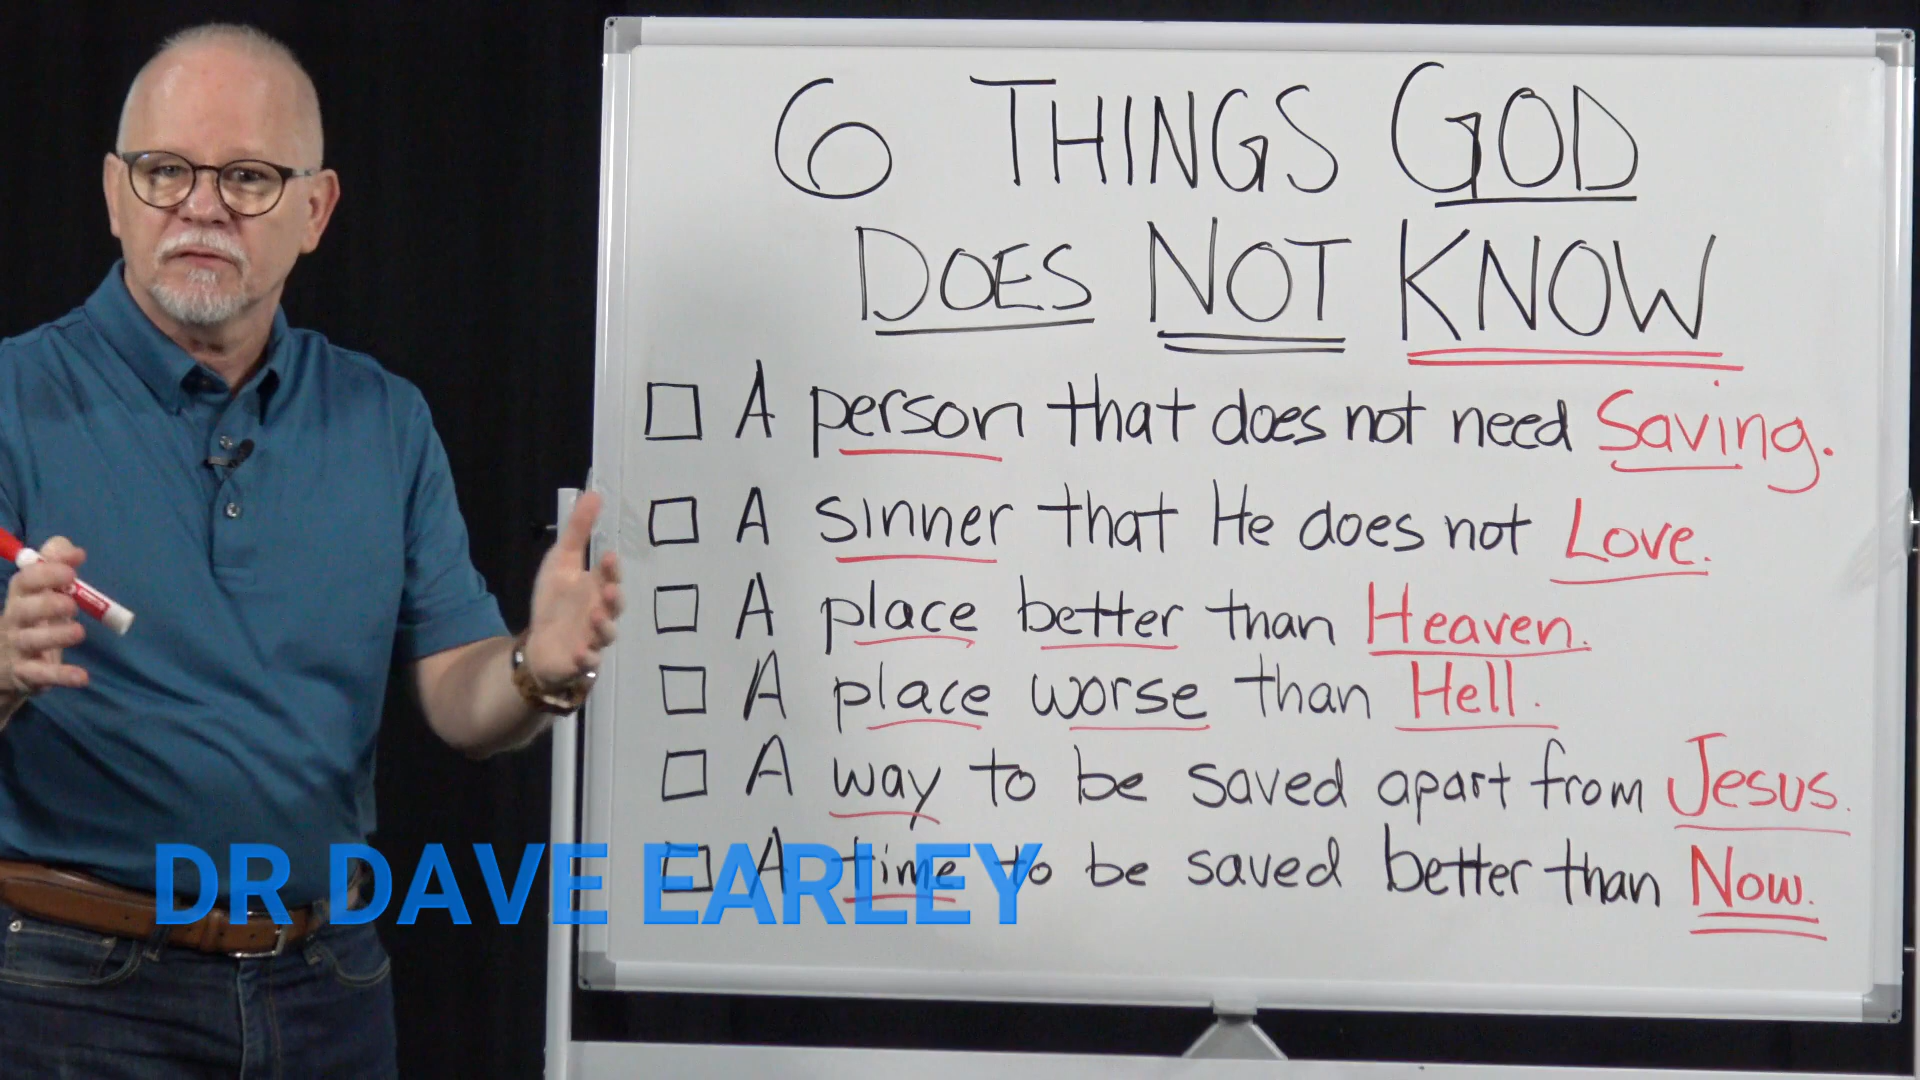 6 THINGS GOD
DOES NOT KNOW
A person that does not need Saving.
A sinner that He does not Love.
A place better than Heaven.
A place worse than Hell.
A way to be saved apart from Jesus.
A time to be saved better than Now.
DR DAVE EARLEY